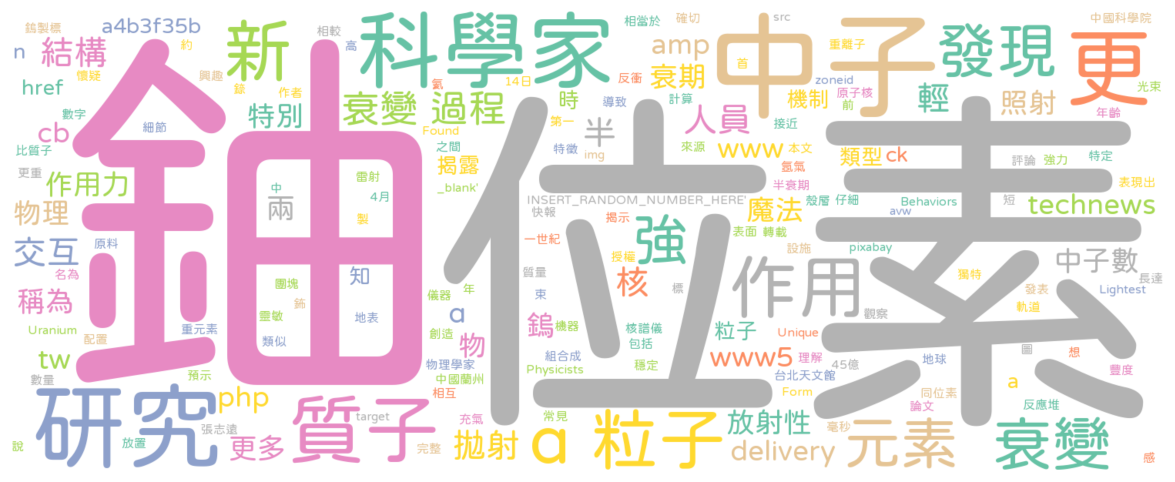 鈾
位
素
科學家
中子
發現
更
新
研究
質子
a
粒子
元素
衰變
作用
強
衰變
過程
結構
a4b3f35b
n
href
cb
特別
作用力
物理
交互
稱為
tw
php
更多
拋射
放射性
delivery
www5
www
technews
中子數
魔法
人員
amp
衰期
機制
輕
照射
類型
ck
半
時
揭露
兩
知
a
物
鎢
核
粒子
鎢製標
懷疑
約
興趣
錄
作者
相較
高
氦
14日
反衝
相當於
確切
src
重離子
中國科學院
光束
年齡
zoneid
原子核
前
導致
計算
接近
第一
Found
之間
_blank'
特徵
img
來源
本文
氬氣
半衰期
評論
強力
特定
表現出
數字
細節
比質子
更重
雷射
4月
製
中
INSERT_RANDOM_NUMBER_HERE'
快報
揭示
一世紀
授權
表面
轉載
殼層
仔細
avw
Behaviors
短
pixabay
設施
質量
束
標
觀察
獨特
發表
軌道
Lightest
長達
原料
名為
Uranium
配置
重元素
預示
數量
團塊
鈽
靈敏
地表
類似
儀器
年
創造
機器
核譜儀
包括
組合成
Physicists
穩定
物理學家
中國蘭州
相互
Unique
理解
45億
地球
圖
想
豐度
台北天文館
Form
a
同位素
論文
反應堆
毫秒
常見
充氣
完整
target
張志遠
放置
說
感
首